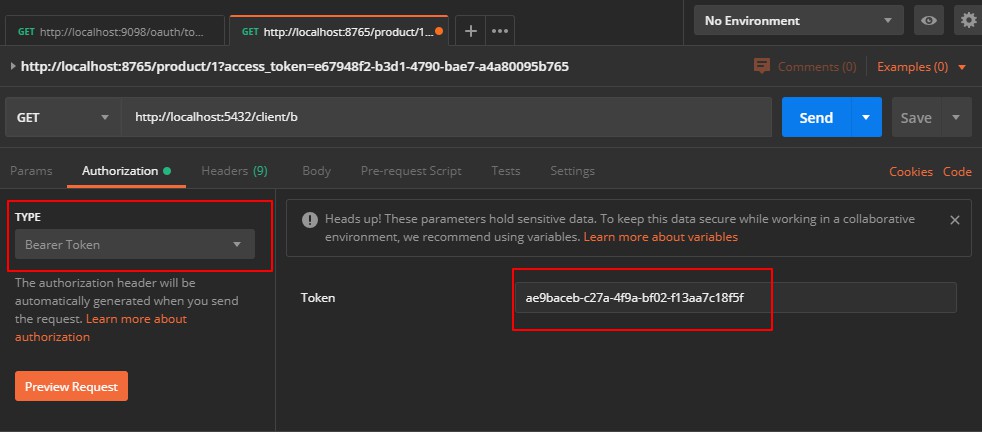 GET http://localhost:9098/oauth/to...
GET http://localhost:8765/product/1...
No Environment
http://localhost:8765/product/1?access_token=e67948f2-b3d1-4790-bae7-a4a80095b765
Comments (0)
Examples (0)
GET
http://localhost:5432/client/b
Send
Save
Params
Authorization
Headers (9)
Body
Pre-request Script
Tests
Settings
Cookies
Code
TYPE
Bearer Token
The authorization header will be
automatically generated when you send
the request. Learn more about
authorization
Preview Request
Heads up! These parameters hold sensitive data. To keep this data secure while working in a collaborative
environment, we recommend using variables. Learn more about variables
Token
ae9baceb-c27a-4f9a-bf02-f13aa7c18f5f